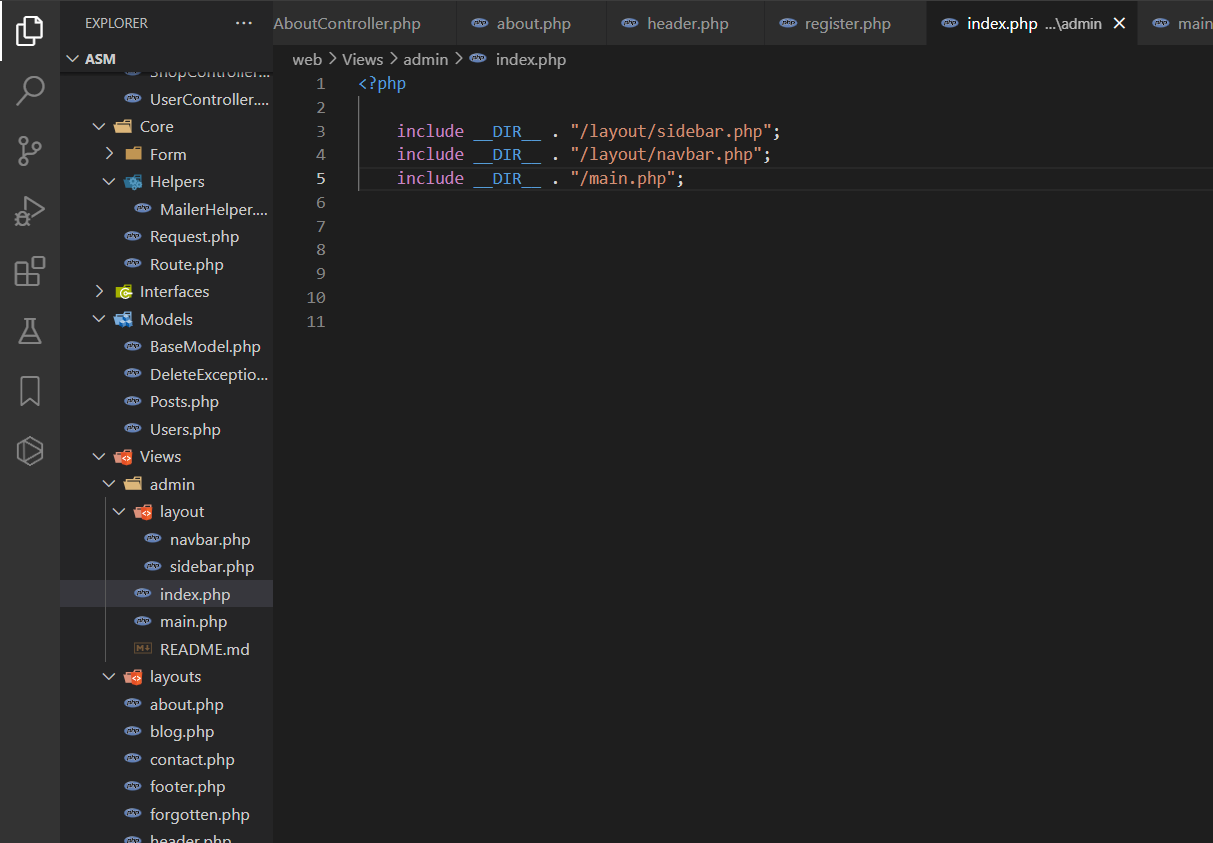 EXPLORER ...
ASM
ShopController....
UserController....
Core
Form
Helpers
MailerHelper....
Request.php
Route.php
Interfaces
Models
BaseModel.php
DeleteExceptio...
Posts.php
Users.php
Views
admin
layout
navbar.php
sidebar.php
index.php
main.php
README.md
layouts
about.php
blog.php
contact.php
footer.php
forgotten.php
header.php
AboutController.php about.php header.php register.php index.php ...\admin main
web > Views > admin > index.php
1 <?php
2
3 include __DIR__ . "/layout/sidebar.php";
4 include __DIR__ . "/layout/navbar.php";
5 include __DIR__ . "/main.php";
6
7
8
9
10
11